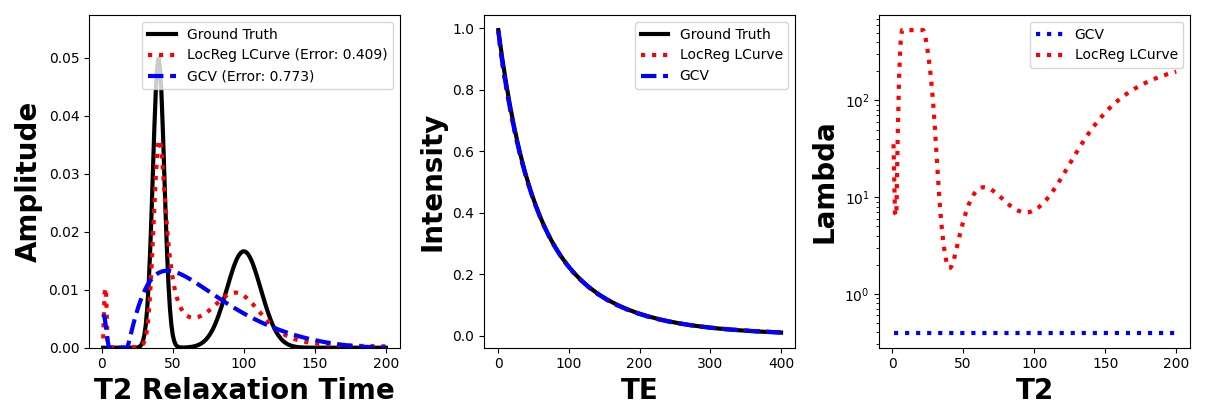 Amplitude
0.00
0.01
0.02
0.03
0.04
0.05
0
50
100
150
200
T2 Relaxation Time
Ground Truth
LocReg LCurve (Error: 0.409)
GCV (Error: 0.773)
Intensity
0.0
0.2
0.4
0.6
0.8
1.0
0
100
200
300
400
TE
Ground Truth
LocReg LCurve
GCV
Lambda
10⁰
10¹
10²
0
50
100
150
200
T2
GCV
LocReg LCurve